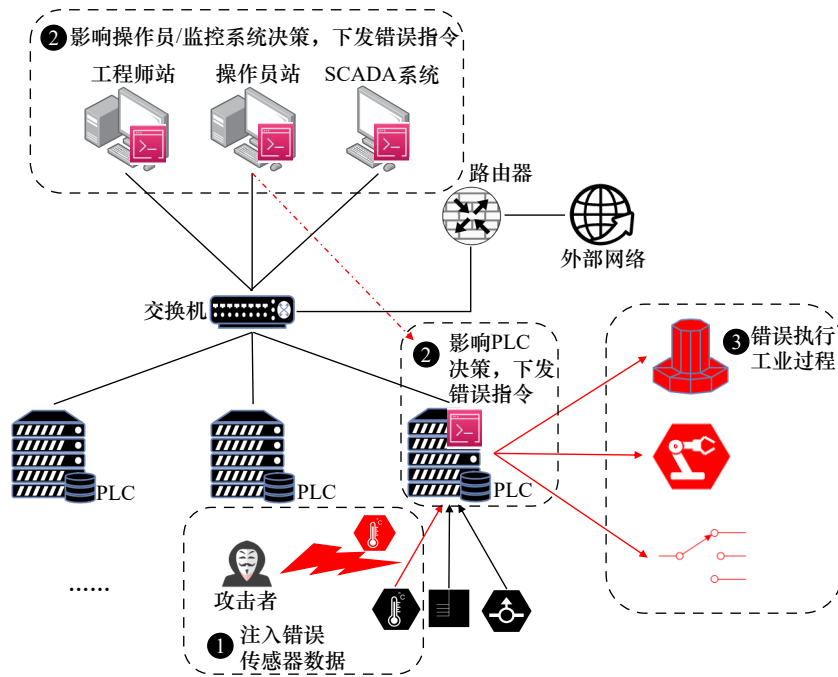 ❷ 影响操作员/监控系统决策，下发错误指令
工程师站
操作员站
SCADA系统
路由器
外部网络
交换机
❷ 影响PLC
决策，下发
错误指令
❸ 错误执行
工业过程
PLC
PLC
PLC
°C
攻击者
°C
……
❶ 注入错误
传感器数据